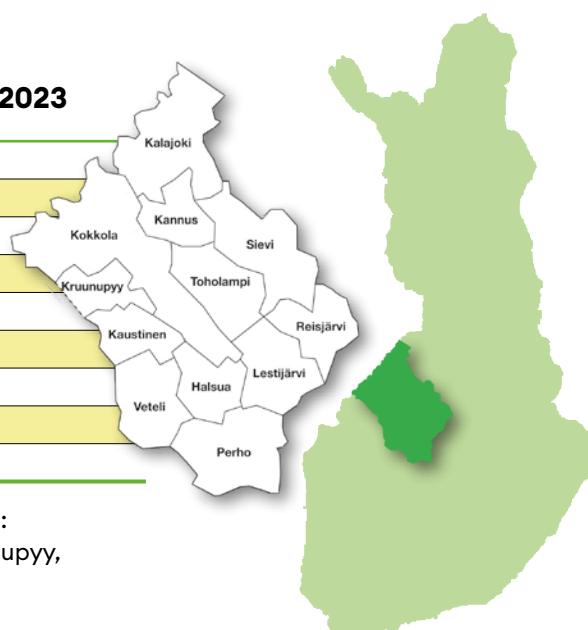 2023
Kalajoki
Kannus
Kokkola
Sievi
Toholampi
Kruunupyy
Reisjärvi
Kaustinen
Lestijärvi
Halsua
Veteli
Perho
:
upyy,